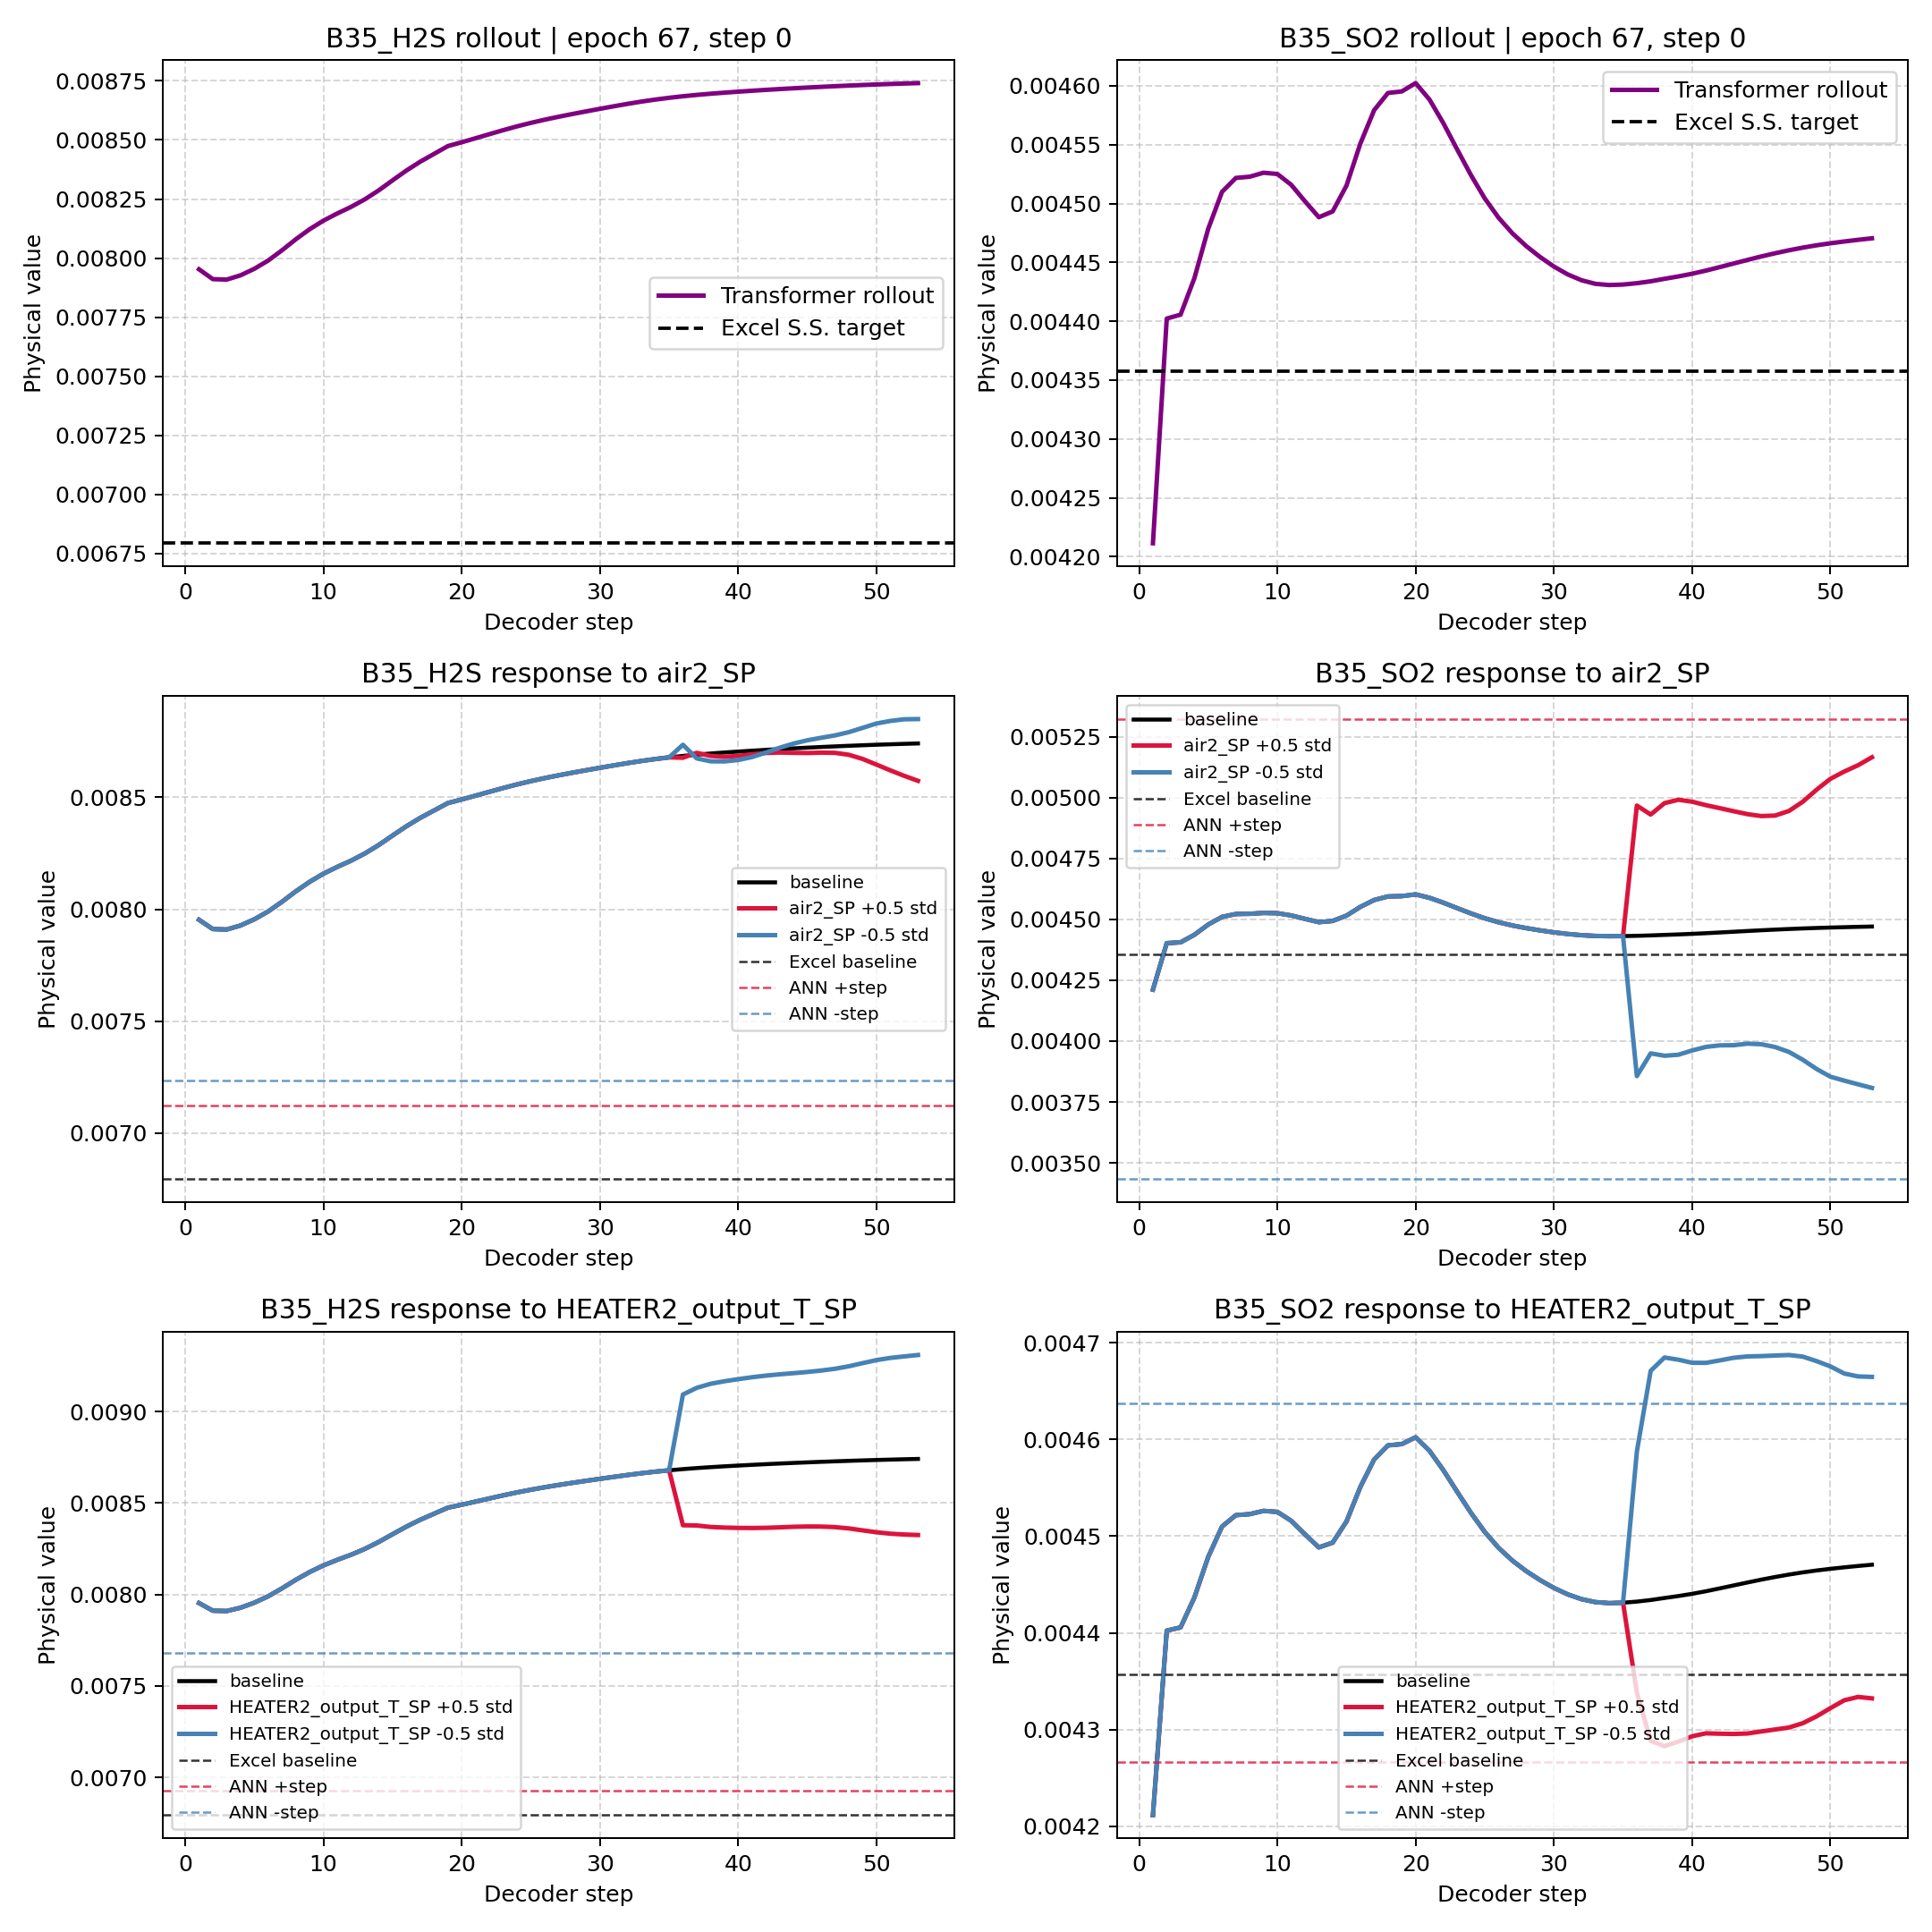 B35_H2S rollout | epoch 67, step 0
Physical value
0.00875
0.00850
0.00825
0.00800
0.00775
0.00750
0.00725
0.00700
0.00675
Transformer rollout
Excel S.S. target
0 10 20 30 40 50
Decoder step
B35_SO2 rollout | epoch 67, step 0
Physical value
0.00460
0.00455
0.00450
0.00445
0.00440
0.00435
0.00430
0.00425
0.00420
Transformer rollout
Excel S.S. target
0 10 20 30 40 50
Decoder step
B35_H2S response to air2_SP
Physical value
0.0085
0.0080
0.0075
0.0070
baseline
air2_SP +0.5 std
air2_SP -0.5 std
Excel baseline
ANN +step
ANN -step
0 10 20 30 40 50
Decoder step
B35_SO2 response to air2_SP
Physical value
0.00525
0.00500
0.00475
0.00450
0.00425
0.00400
0.00375
0.00350
baseline
air2_SP +0.5 std
air2_SP -0.5 std
Excel baseline
ANN +step
ANN -step
0 10 20 30 40 50
Decoder step
B35_H2S response to HEATER2_output_T_SP
Physical value
0.0090
0.0085
0.0080
0.0075
0.0070
baseline
HEATER2_output_T_SP +0.5 std
HEATER2_output_T_SP -0.5 std
Excel baseline
ANN +step
ANN -step
0 10 20 30 40 50
Decoder step
B35_SO2 response to HEATER2_output_T_SP
Physical value
0.0047
0.0046
0.0045
0.0044
0.0043
0.0042
baseline
HEATER2_output_T_SP +0.5 std
HEATER2_output_T_SP -0.5 std
Excel baseline
ANN +step
ANN -step
0 10 20 30 40 50
Decoder step